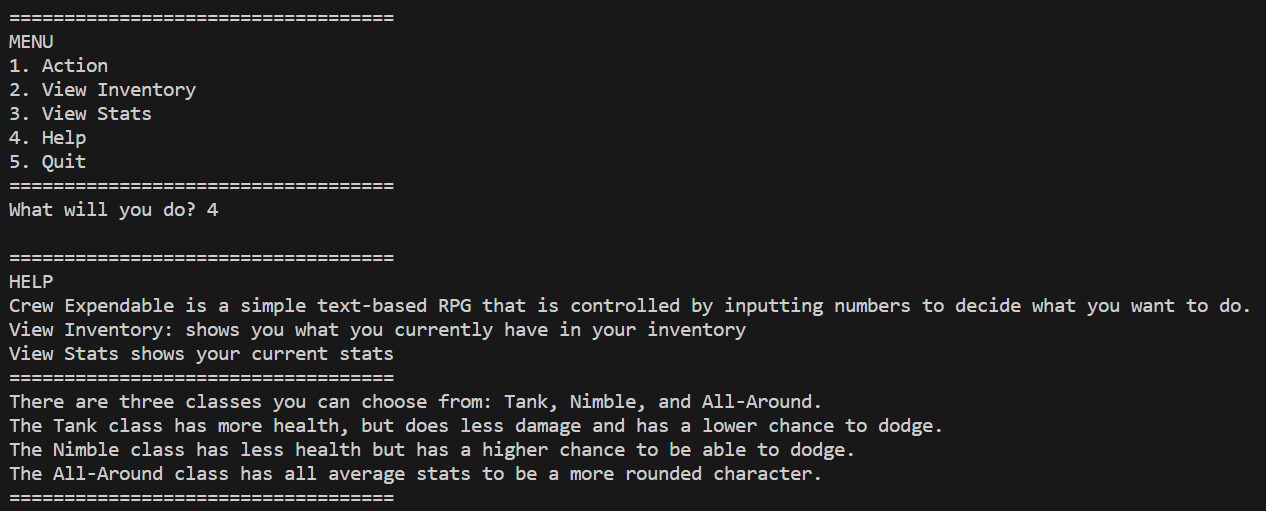 ===================================
MENU
1. Action
2. View Inventory
3. View Stats
4. Help
5. Quit
===================================
What will you do? 4
===================================
HELP
Crew Expendable is a simple text-based RPG that is controlled by inputting numbers to decide what you want to do.
View Inventory: shows you what you currently have in your inventory
View Stats shows your current stats
===================================
There are three classes you can choose from: Tank, Nimble, and All-Around.
The Tank class has more health, but does less damage and has a lower chance to dodge.
The Nimble class has less health but has a higher chance to be able to dodge.
The All-Around class has all average stats to be a more rounded character.
===================================